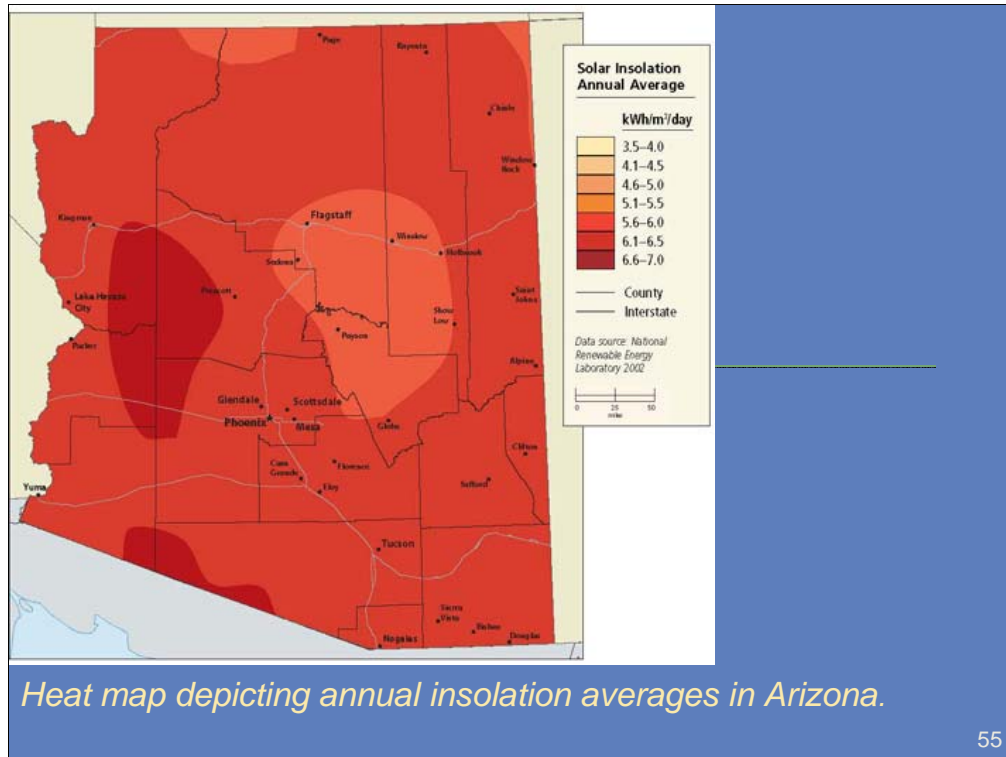 Page
Kayenta
Chinle
Window
Rock
Kingman
Flagstaff
Winslow
Holbrook
Sedona
Lake Havasu
City
Prescott
Saint
Johns
Show
Low
Payson
Parker
Alpine
Glendale
Scottsdale
Phoenix
Mesa
Globe
Casa
Grande
Florence
Clifton
Yuma
Eloy
Safford
Tucson
Sierra
Vista
Bisbee
Nogales
Douglas
Solar Insolation
Annual Average
kWh/m²/day
3.5–4.0
4.1–4.5
4.6–5.0
5.1–5.5
5.6–6.0
6.1–6.5
6.6–7.0
County
Interstate
Data source: National
Renewable Energy
Laboratory 2002
0 25 50
miles
Heat map depicting annual insolation averages in Arizona.
55